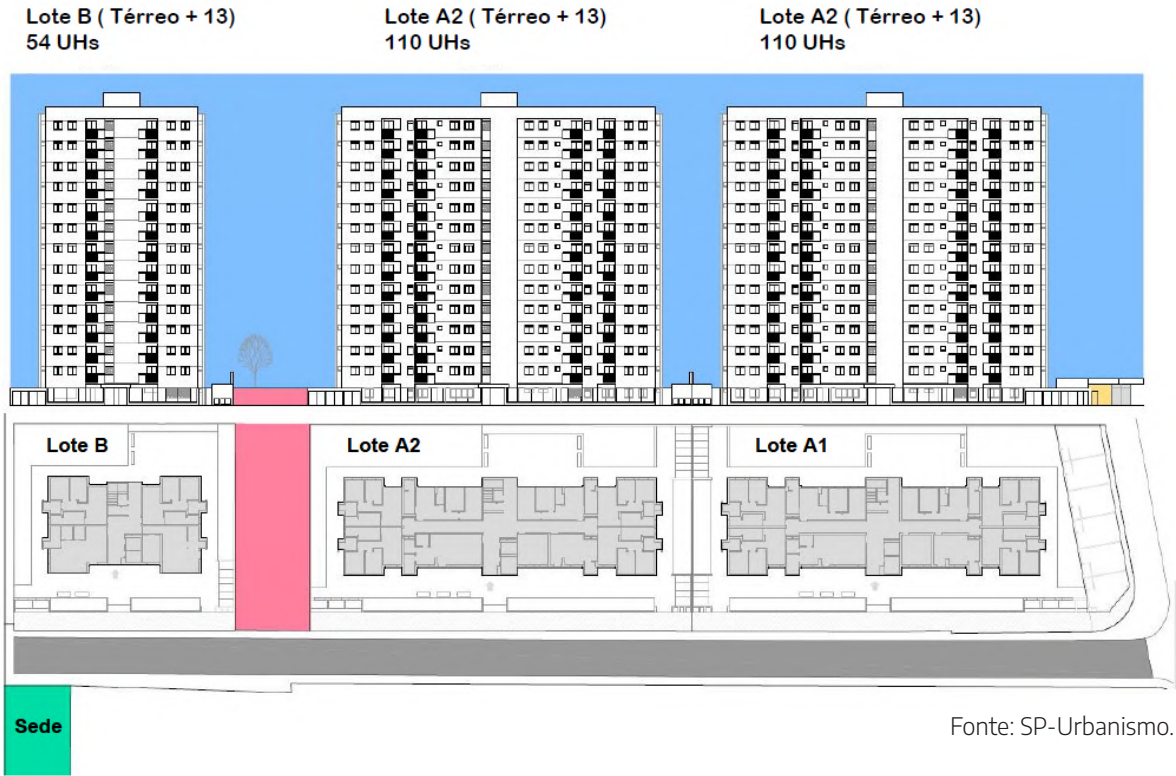 Lote B ( Térreo + 13)
54 UHs
Lote A2 ( Térreo + 13)
110 UHs
Lote A2 ( Térreo + 13)
110 UHs
Lote B
Lote A2
Lote A1
Sede
Fonte: SP-Urbanismo.